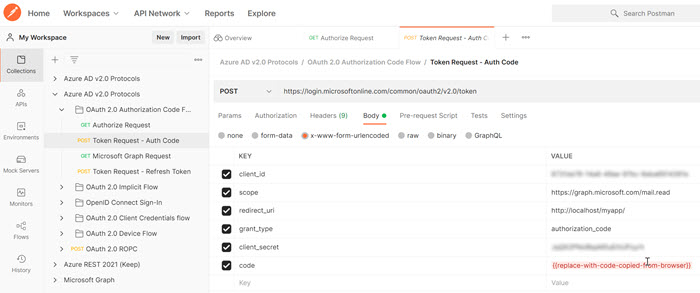 Home Workspaces API Network Reports Explore Search Postman
My Workspace New Import Overview GET Authorize Request POST Token Request - Auth C
Collections
APIs
Environments
Mock Servers
Monitors
Flows
History
Azure AD v2.0 Protocols
Azure AD v2.0 Protocols
OAuth 2.0 Authorization Code F...
GET Authorize Request
POST Token Request - Auth Code
GET Microsoft Graph Request
POST Token Request - Refresh Token
OAuth 2.0 Implicit Flow
OpenID Connect Sign-In
OAuth 2.0 Client Credentials flow
OAuth 2.0 Device Flow
POST OAuth 2.0 ROPC
Azure REST 2021 (Keep)
Microsoft Graph
Azure AD v2.0 Protocols / OAuth 2.0 Authorization Code Flow / Token Request - Auth Code
POST https://login.microsoftonline.com/common/oauth2/v2.0/token
Params Authorization Headers (9) Body Pre-request Script Tests Settings
none form-data x-www-form-urlencoded raw binary GraphQL
KEY VALUE
client_id
scope https://graph.microsoft.com/mail.read
redirect_uri http://localhost/myapp/
grant_type authorization_code
client_secret
code {{replace-with-code-copied-from-browser}}
Key Value